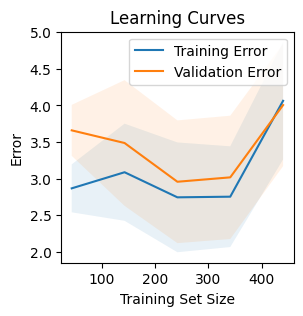 Learning Curves
5.0
4.5
4.0
3.5
3.0
2.5
2.0
Error
Training Error
Validation Error
100
200
300
400
Training Set Size